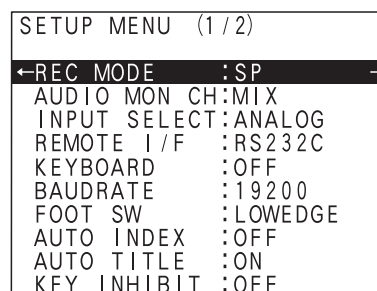 SETUP MENU (1/2)
←REC MODE :SP
AUDIO MON CH:MIX
INPUT SELECT:ANALOG
REMOTE I/F :RS232C
KEYBOARD :OFF
BAUDRATE :19200
FOOT SW :LOWEDGE
AUTO INDEX :OFF
AUTO TITLE :ON
KEY INHIBIT :OFF